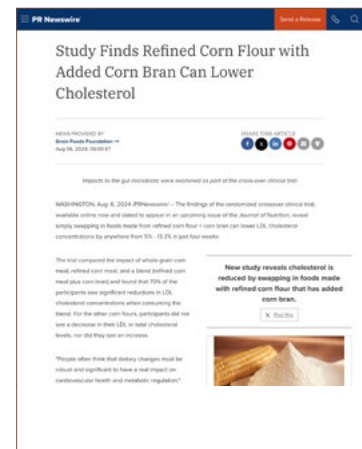 PR Newswire
Send a Release
Study Finds Refined Corn Flour with
Added Corn Bran Can Lower
Cholesterol
NEWS PROVIDED BY
Grain Foods Foundation →
Aug 06, 2024, 08:00 ET
SHARE THIS ARTICLE
Impacts to the gut microbiota were examined as part of the cross-over clinical trial
WASHINGTON, Aug. 6, 2024 /PRNewswire/ -- The findings of the randomized crossover clinical trial,
available online now and slated to appear in an upcoming issue of the Journal of Nutrition, reveal
simply swapping in foods made from refined corn flour + corn bran can lower LDL cholesterol
concentrations by anywhere from 5% - 13.3% in just four weeks.
The trial compared the impact of whole-grain corn
meal, refined corn meal, and a blend (refined corn
meal plus corn bran) and found that 70% of the
participants saw significant reductions in LDL
cholesterol concentrations when consuming the
blend. For the other corn flours, participants did not
see a decrease in their LDL or total cholesterol
levels, nor did they see an increase.
"People often think that dietary changes must be
robust and significant to have a real impact on
cardiovascular health and metabolic regulation,"
New study reveals cholesterol is
reduced by swapping in foods made
with refined corn flour that has added
corn bran.
Post this